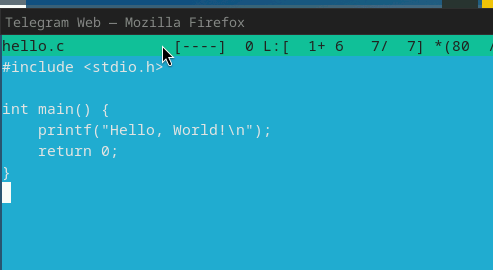 Telegram Web — Mozilla Firefox
hello.c            [----]  0 L:[  1+ 6   7/  7] *(80  /
#include <stdio.h>

int main() {
    printf("Hello, World!\n");
    return 0;
}